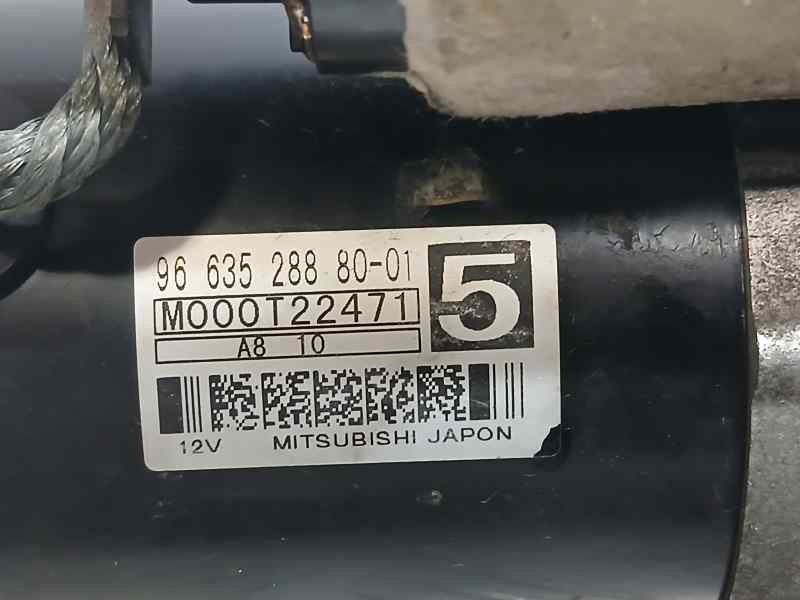 96 635 288 80-01
5
M000T22471
A8 10
12V MITSUBISHI JAPON